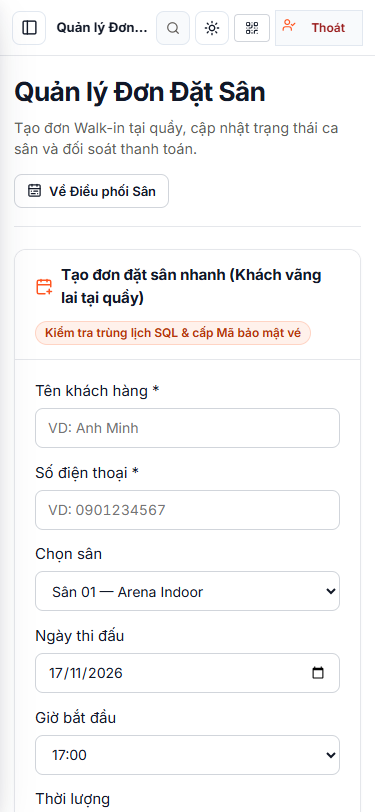 Quản lý Đơn...
Thoát
Quản lý Đơn Đặt Sân
Tạo đơn Walk-in tại quầy, cập nhật trạng thái ca
sân và đối soát thanh toán.
Về Điều phối Sân
Tạo đơn đặt sân nhanh (Khách vãng
lai tại quầy)
Kiểm tra trùng lịch SQL & cấp Mã bảo mật vé
Tên khách hàng *
VD: Anh Minh
Số điện thoại *
VD: 0901234567
Chọn sân
Sân 01 — Arena Indoor
Ngày thi đấu
17/11/2026
Giờ bắt đầu
17:00
Thời lượng